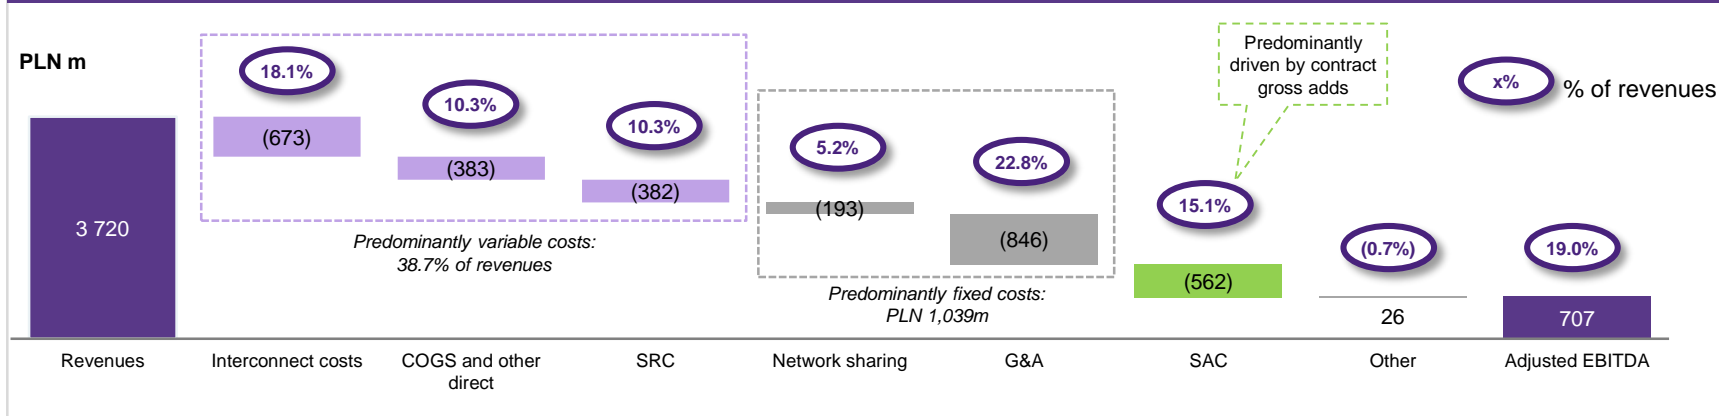 PLN m
18.1%
10.3%
10.3%
5.2%
22.8%
15.1%
(0.7%)
19.0%
Predominantly
driven by contract
gross adds
x%
% of revenues
3 720
(673)
(383)
(382)
(193)
(846)
(562)
26
707
Predominantly variable costs:
38.7% of revenues
Predominantly fixed costs:
PLN 1,039m
Revenues
Interconnect costs
COGS and other
direct
SRC
Network sharing
G&A
SAC
Other
Adjusted EBITDA